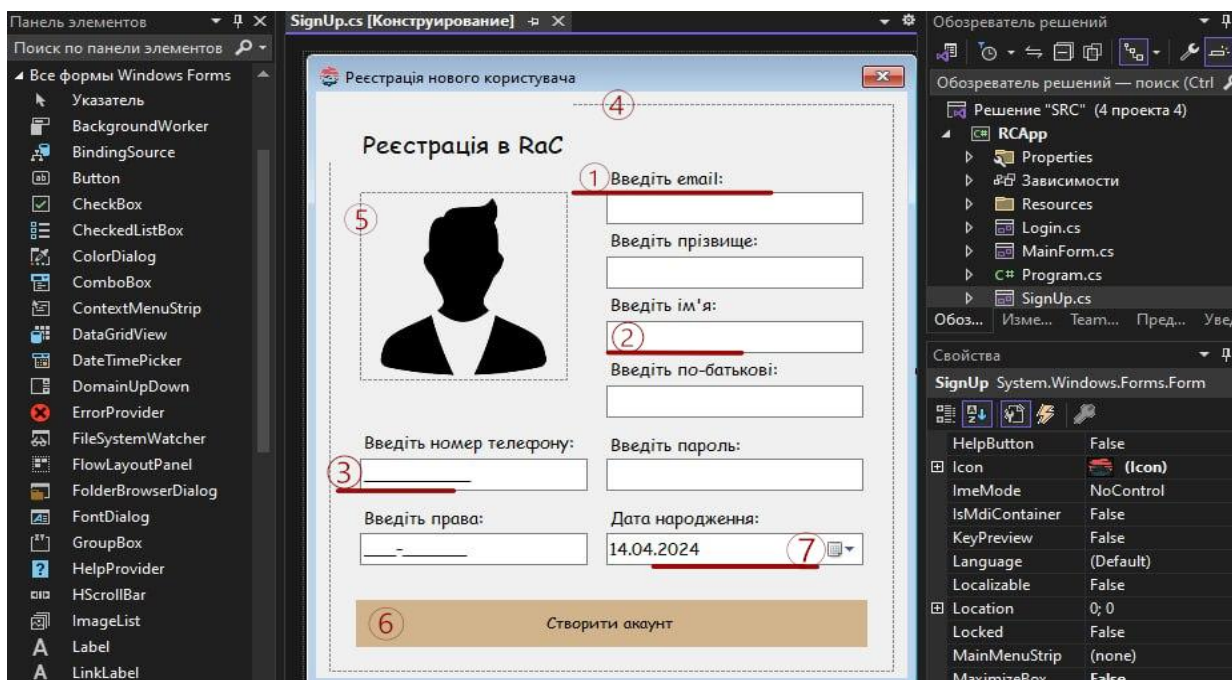 Панель элементов
Поиск по панели элементов
Все формы Windows Forms
Указатель
BackgroundWorker
BindingSource
Button
CheckBox
CheckedListBox
ColorDialog
ComboBox
ContextMenuStrip
DataGridView
DateTimePicker
DomainUpDown
ErrorProvider
FileSystemWatcher
FlowLayoutPanel
FolderBrowserDialog
FontDialog
GroupBox
HelpProvider
HScrollBar
ImageList
Label
LinkLabel
SignUp.cs [Конструирование]
Реєстрація нового користувача
4
Реєстрація в RaC
1 Введіть email:
5
Введіть прізвище:
Введіть ім'я:
2
Введіть по-батькові:
Введіть номер телефону:
Введіть пароль:
3
Введіть права:
Дата народження:
-
14.04.2024
7
6
Створити акаунт
Обозреватель решений
Обозреватель решений — поиск (Ctrl
Решение "SRC" (4 проекта 4)
C# RCApp
Properties
Зависимости
Resources
Login.cs
MainForm.cs
C# Program.cs
SignUp.cs
Обоз... Изме... Team... Пред... Уве
Свойства
SignUp System.Windows.Forms.Form
HelpButton False
Icon (Icon)
ImeMode NoControl
IsMdiContainer False
KeyPreview False
Language (Default)
Localizable False
Location 0; 0
Locked False
MainMenuStrip (none)
MaximizeBox False